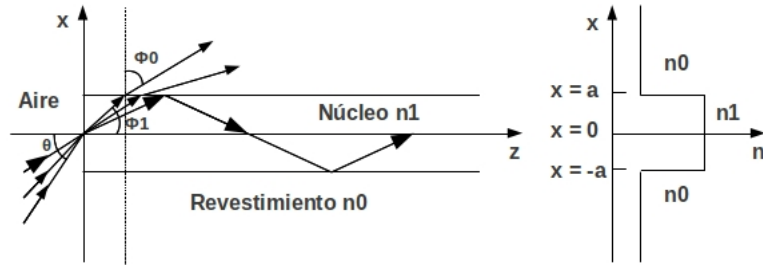 x
Φ0
Aire
Núcleo n1
Φ1
θ
z
Revestimiento n0
x
n0
x = a
n1
x = 0
n
x = -a
n0